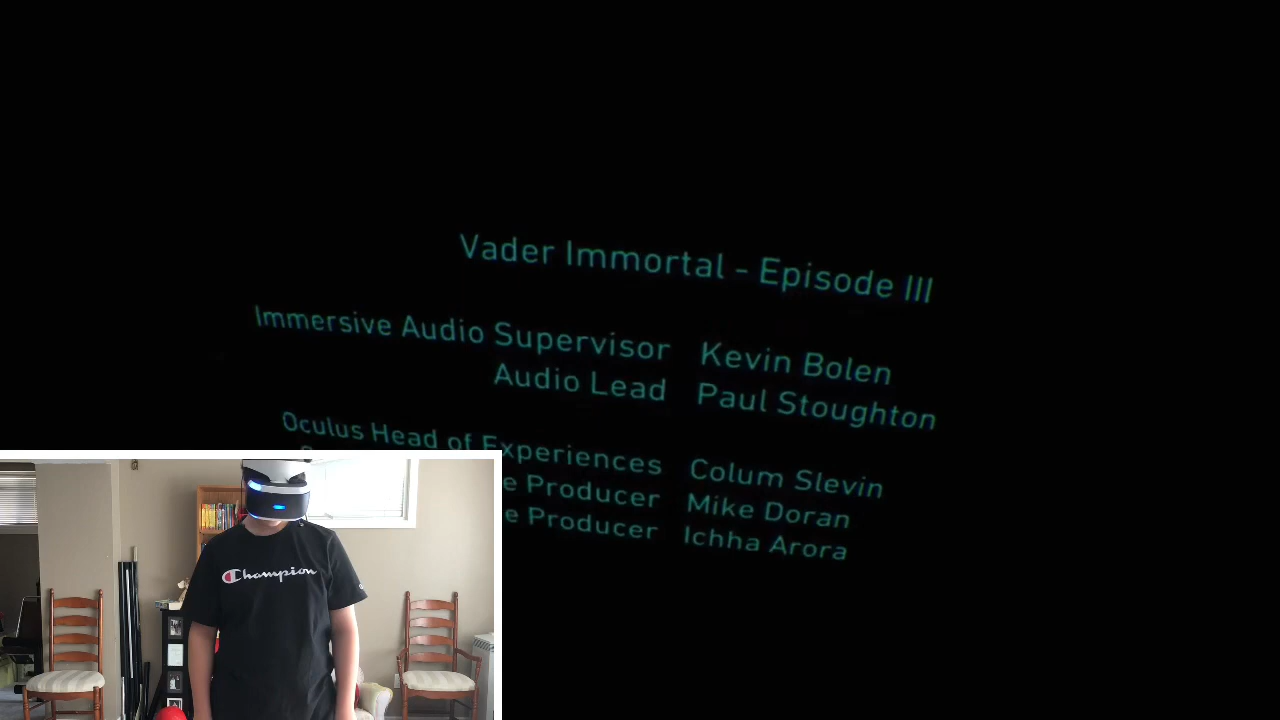 Vader Immortal - Episode III
Immersive Audio Supervisor Kevin Bolen
Audio Lead Paul Stoughton
Oculus Head of Experiences Colum Slevin
Producer Mike Doran
Producer Ichha Arora
Champion